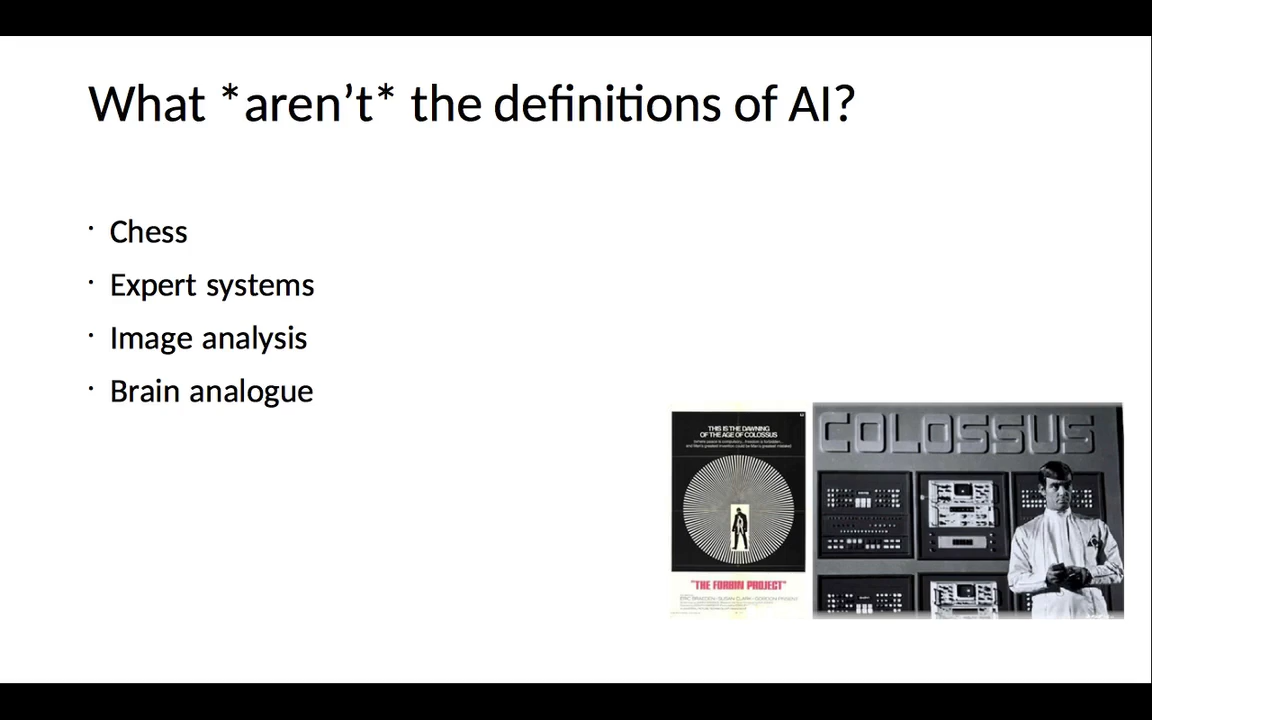 What *aren’t* the definitions of AI?
· Chess
· Expert systems
· Image analysis
· Brain analogue
THIS IS THE DAWNING
OF THE AGE OF COLOSSUS
"THE FORBIN PROJECT"
COLOSSUS